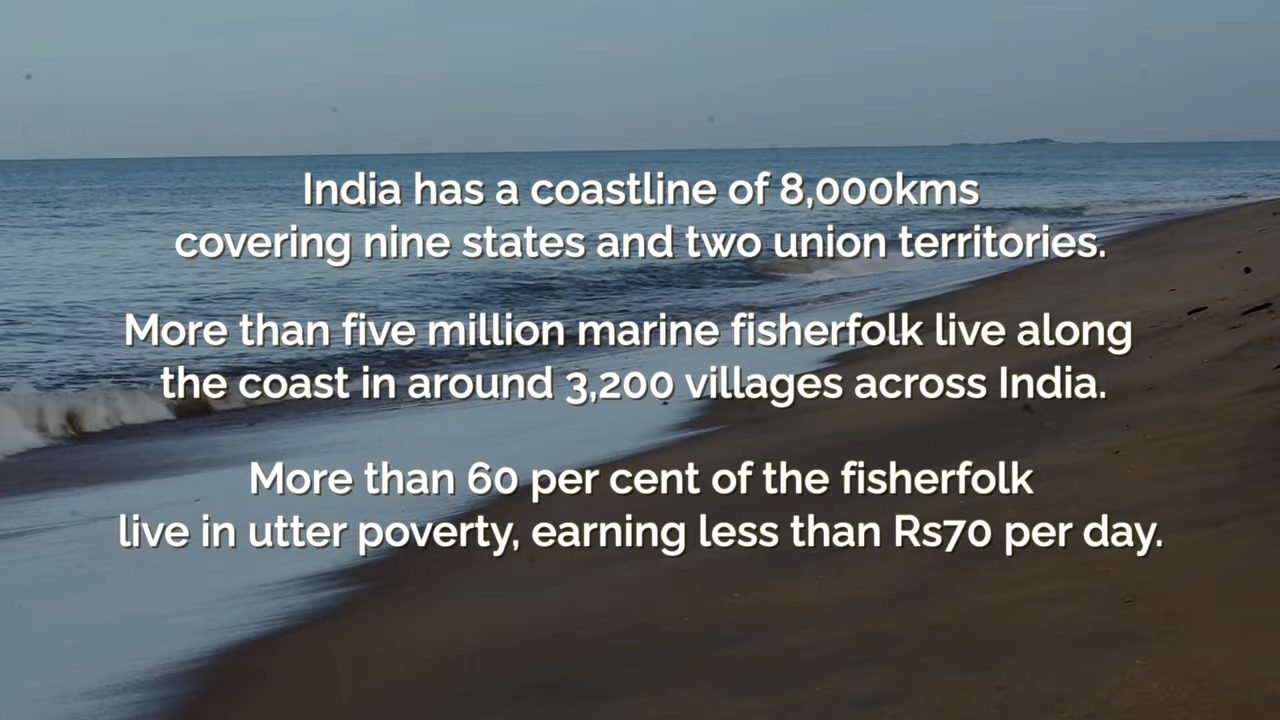 India has a coastline of 8,000kms
covering nine states and two union territories.
More than five million marine fisherfolk live along
the coast in around 3,200 villages across India.
More than 60 per cent of the fisherfolk
live in utter poverty, earning less than Rs70 per day.